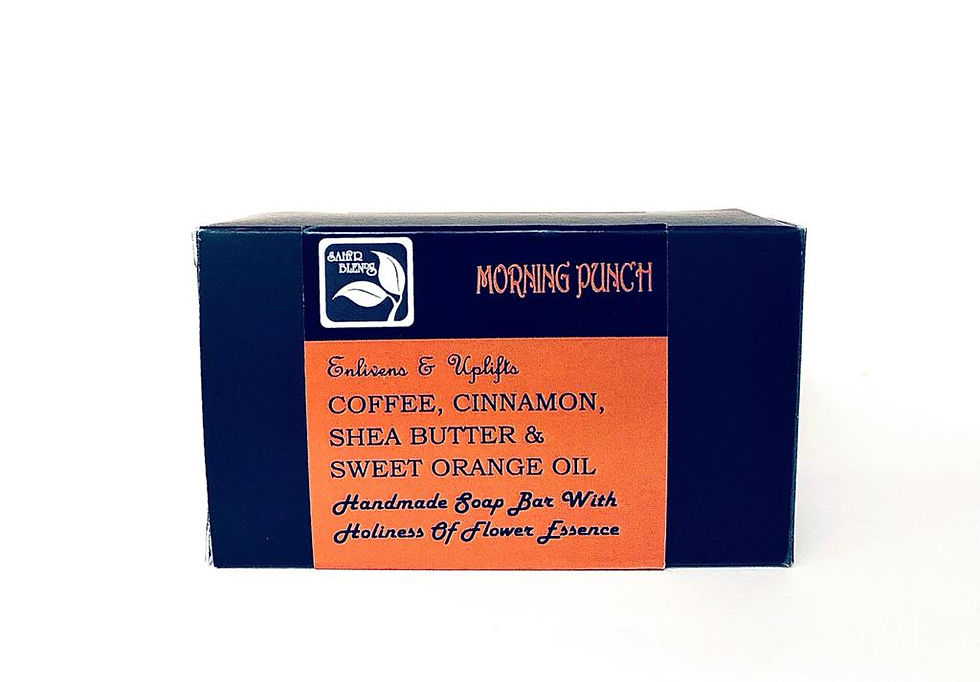 BLENDS
MORNING PUNCH
Enlivens & Uplifts
COFFEE, CINNAMON,
SHEA BUTTER &
SWEET ORANGE OIL
Handmade Soap Bar With
Holiness Of Flower Essence